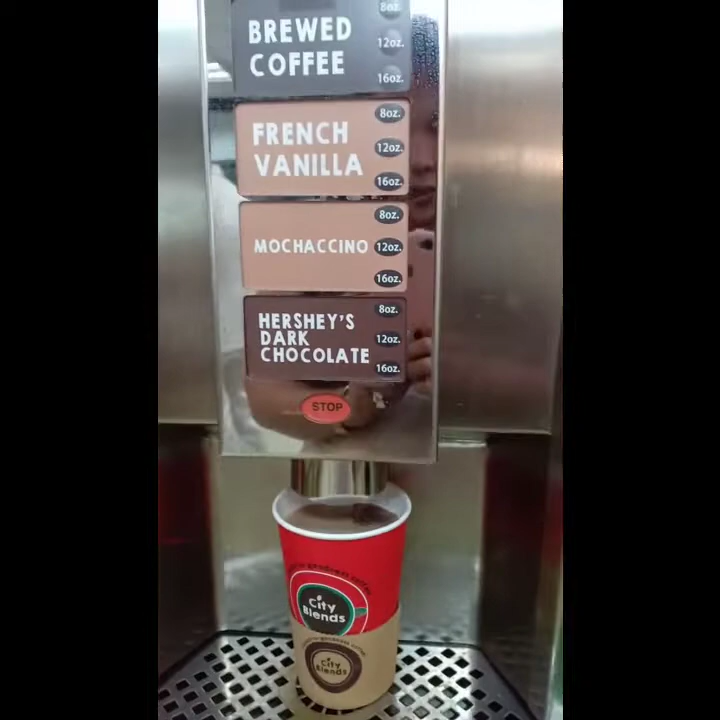 BREWED
COFFEE
8oz.
12oz.
16oz.
FRENCH
VANILLA
8oz.
12oz.
16oz.
MOCHACCINO
8oz.
12oz.
16oz.
HERSHEY'S
DARK
CHOCOLATE
8oz.
12oz.
16oz.
STOP
City
Blends
City
Blends